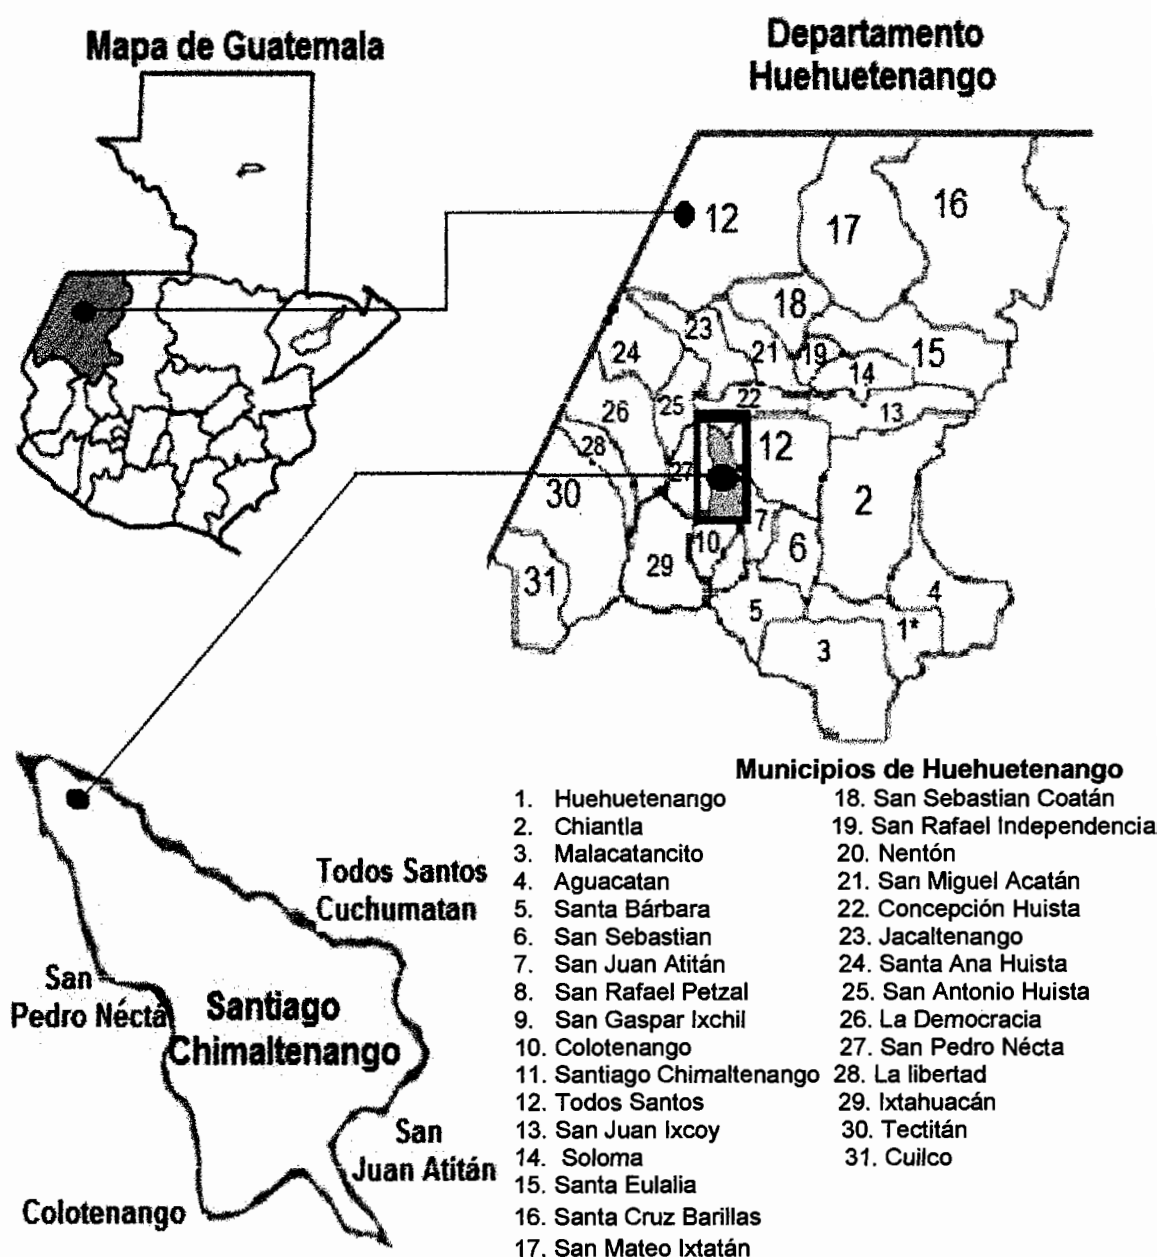 Mapa de Guatemala
Departamento
Huehuetenango
12
17
16
18
23
24
21
19
15
14
22
25
13
26
12
28
27
30
2
7
10
6
29
31
4
5
1*
3
Todos Santos
Cuchumatan
San
Pedro Nécta
Santiago
Chimaltenango
San
Juan Atitán
Colotenango
Municipios de Huehuetenango
1. Huehuetenango
2. Chiantla
3. Malacatancito
4. Aguacatan
5. Santa Bárbara
6. San Sebastian
7. San Juan Atitán
8. San Rafael Petzal
9. San Gaspar Ixchil
10. Colotenango
11. Santiago Chimaltenango
12. Todos Santos
13. San Juan Ixcoy
14. Soloma
15. Santa Eulalia
16. Santa Cruz Barillas
17. San Mateo Ixtatán
18. San Sebastian Coatán
19. San Rafael Independencia
20. Nentón
21. San Miguel Acatán
22. Concepción Huista
23. Jacaltenango
24. Santa Ana Huista
25. San Antonio Huista
26. La Democracia
27. San Pedro Nécta
28. La libertad
29. Ixtahuacán
30. Tectitán
31. Cuilco